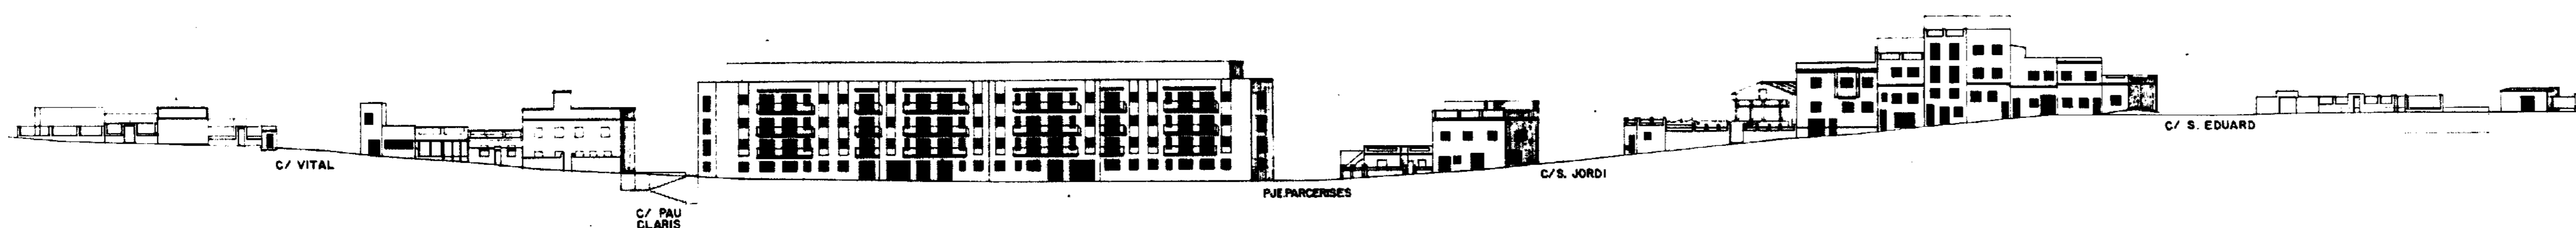 C/ VITAL
C/ PAU
CLARIS
PJE.PARCERISES
C/S. JORDI
C/ S. EDUARD